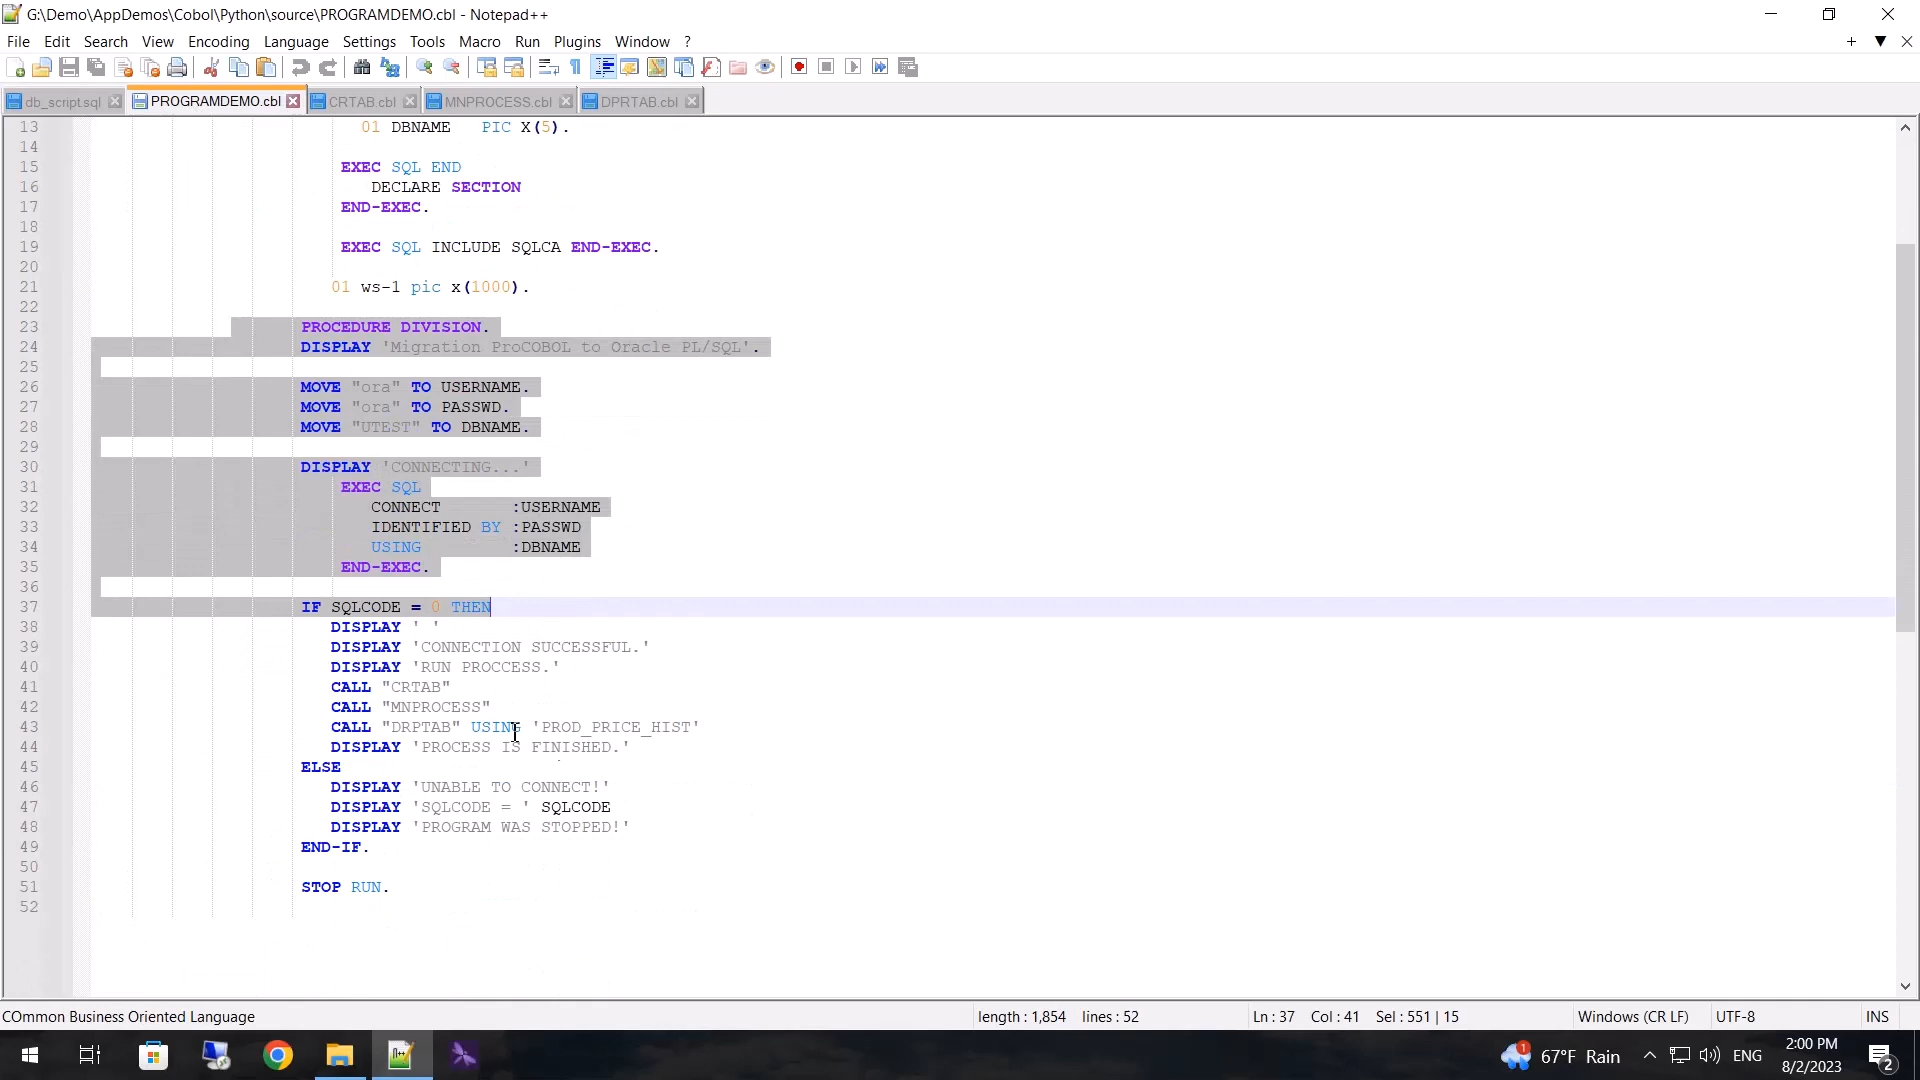 G:\Demo\AppDemos\Cobol\Python\source\PROGRAMDEMO.cbl - Notepad++
File Edit Search View Encoding Language Settings Tools Macro Run Plugins Window ?
+ ▼ X
db_script.sql PROGRAMDEMO.cbl CRTAB.cbl MNPROCESS.cbl DPRTAB.cbl
13 01 DBNAME PIC X(5).
14
15 EXEC SQL END
16 DECLARE SECTION
17 END-EXEC.
18
19 EXEC SQL INCLUDE SQLCA END-EXEC.
20
21 01 ws-1 pic x(1000).
22
23 PROCEDURE DIVISION.
24 DISPLAY 'Migration ProCOBOL to Oracle PL/SQL'.
25
26 MOVE "ora" TO USERNAME.
27 MOVE "ora" TO PASSWD.
28 MOVE "UTEST" TO DBNAME.
29
30 DISPLAY 'CONNECTING...'
31 EXEC SQL
32 CONNECT :USERNAME
33 IDENTIFIED BY :PASSWD
34 USING :DBNAME
35 END-EXEC.
36
37 IF SQLCODE = 0 THEN
38 DISPLAY ' '
39 DISPLAY 'CONNECTION SUCCESSFUL.'
40 DISPLAY 'RUN PROCCESS.'
41 CALL "CRTAB"
42 CALL "MNPROCESS"
43 CALL "DRPTAB" USING 'PROD_PRICE_HIST'
44 DISPLAY 'PROCESS IS FINISHED.'
45 ELSE
46 DISPLAY 'UNABLE TO CONNECT!'
47 DISPLAY 'SQLCODE = ' SQLCODE
48 DISPLAY 'PROGRAM WAS STOPPED!'
49 END-IF.
50
51 STOP RUN.
52
COmmon Business Oriented Language length : 1,854 lines : 52 Ln : 37 Col : 41 Sel : 551 | 15 Windows (CR LF) UTF-8 INS
1 67°F Rain ENG 2:00 PM
8/2/2023 2